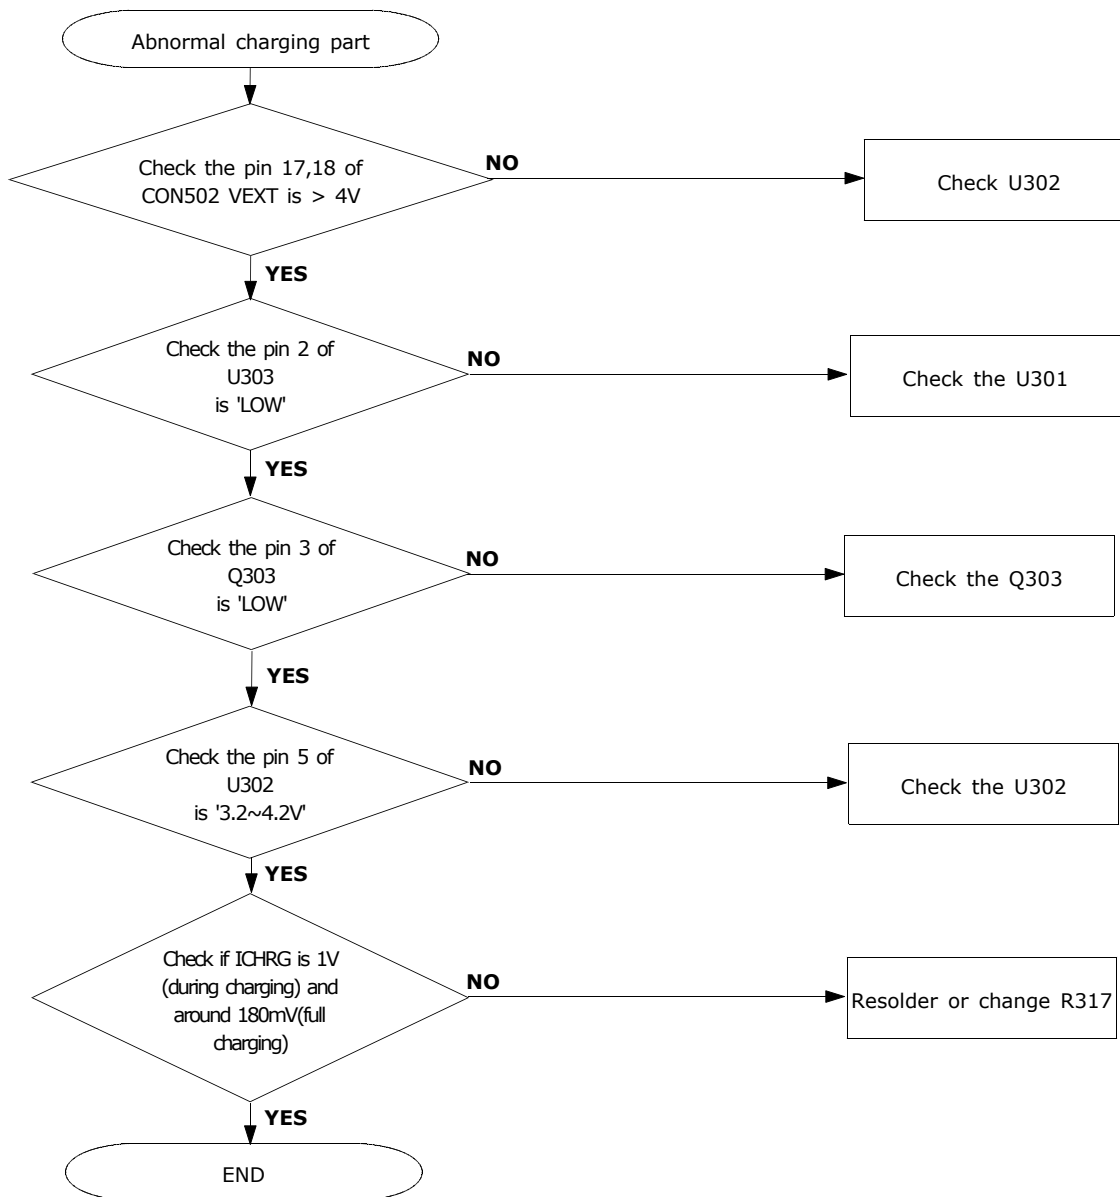 Abnormal charging part
Check the pin 17,18 of
CON502 VEXT is > 4V
NO
Check U302
YES
Check the pin 2 of
U303
is 'LOW'
NO
Check the U301
YES
Check the pin 3 of
Q303
is 'LOW'
NO
Check the Q303
YES
Check the pin 5 of
U302
is '3.2~4.2V'
NO
Check the U302
YES
Check if ICHRG is 1V
(during charging) and
around 180mV(full
charging)
NO
Resolder or change R317
YES
END